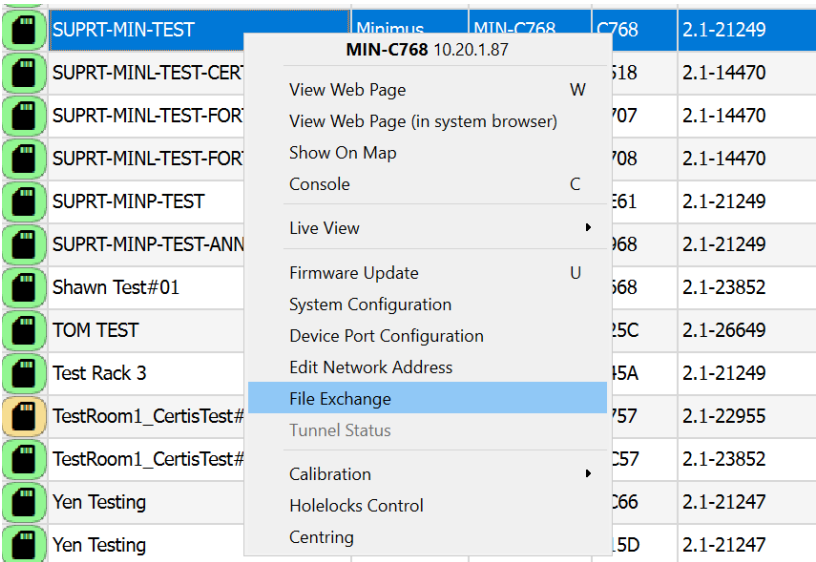 SUPRT-MIN-TEST Minimus MIN-C768 C768 2.1-21249
MIN-C768 10.20.1.87
SUPRT-MINL-TEST-CER 518 2.1-14470
View Web Page W
SUPRT-MINL-TEST-FOR 707 2.1-14470
View Web Page (in system browser)
SUPRT-MINL-TEST-FOR 708 2.1-14470
Show On Map
Console C
SUPRT-MINP-TEST E61 2.1-21249
Live View
SUPRT-MINP-TEST-ANN 968 2.1-21249
Firmware Update U
Shawn Test#01 568 2.1-23852
System Configuration
TOM TEST 25C 2.1-26649
Device Port Configuration
Edit Network Address
Test Rack 3 45A 2.1-21249
File Exchange
TestRoom1_CertisTest# 757 2.1-22955
Tunnel Status
TestRoom1_CertisTest# C57 2.1-23852
Calibration
Yen Testing C66 2.1-21247
Holelocks Control
Centring
Yen Testing 15D 2.1-21247